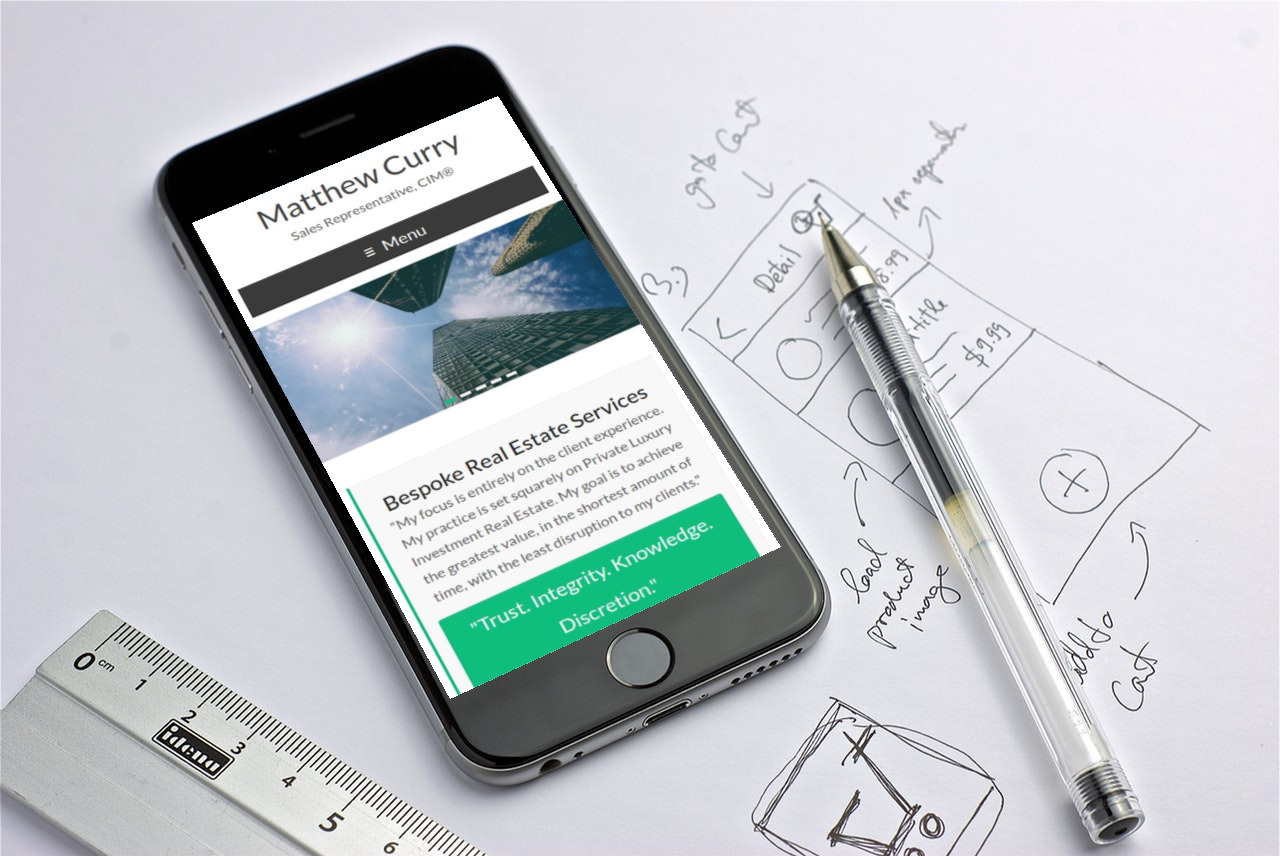 Matthew Curry
Sales Representative, CIM®
≡ Menu
Bespoke Real Estate Services
"My focus is entirely on the client experience.
My practice is set squarely on Private Luxury
Investment Real Estate. My goal is to achieve
the greatest value, in the shortest amount of
time, with the least disruption to my clients."
"Trust. Integrity. Knowledge.
Discretion."
go to Cart
1px separate
3.)
Detail
8.99
title
$9.99
load
product
image
add to
Cart
0 cm
1
2
3
4
5
6
idena